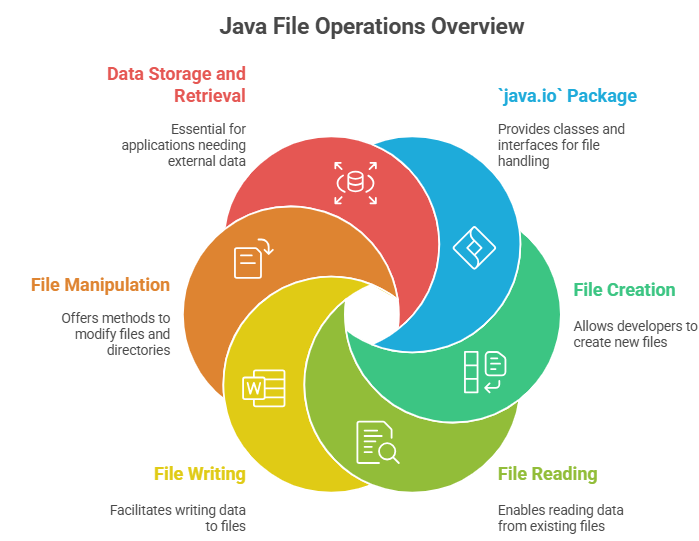 Java File Operations Overview
Data Storage and
Retrieval
Essential for
applications needing
external data
`java.io` Package
Provides classes and
interfaces for file
handling
File Manipulation
Offers methods to
modify files and
directories
File Creation
Allows developers to
create new files
W
File Writing
Facilitates writing data
to files
File Reading
Enables reading data
from existing files